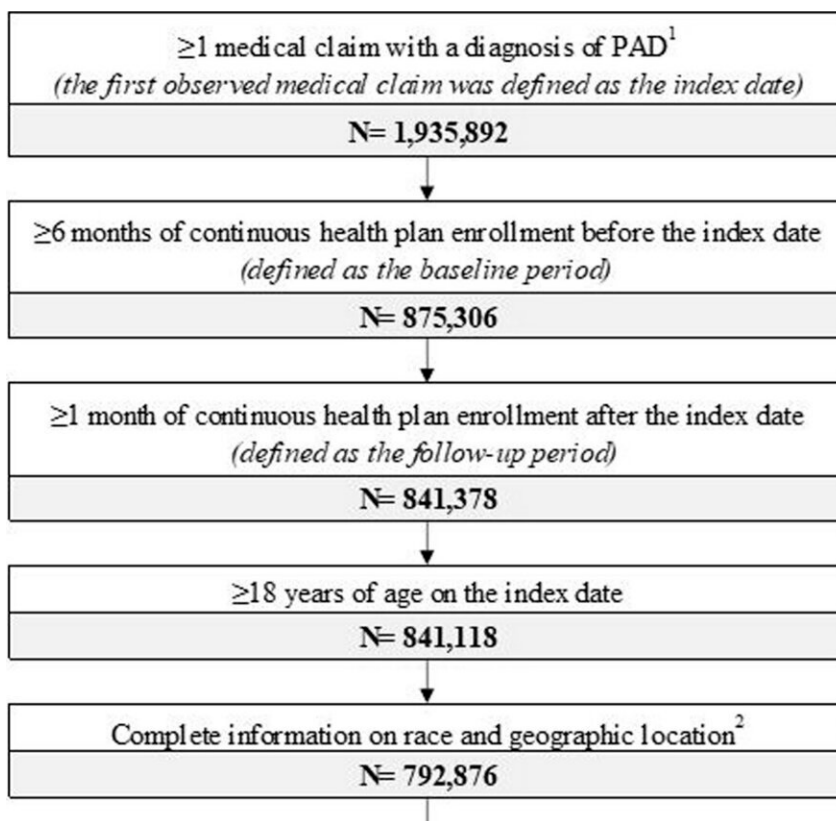 ≥1 medical claim with a diagnosis of PAD¹
(the first observed medical claim was defined as the index date)
N= 1,935,892
≥6 months of continuous health plan enrollment before the index date
(defined as the baseline period)
N= 875,306
≥1 month of continuous health plan enrollment after the index date
(defined as the follow-up period)
N= 841,378
≥18 years of age on the index date
N= 841,118
Complete information on race and geographic location²
N= 792,876